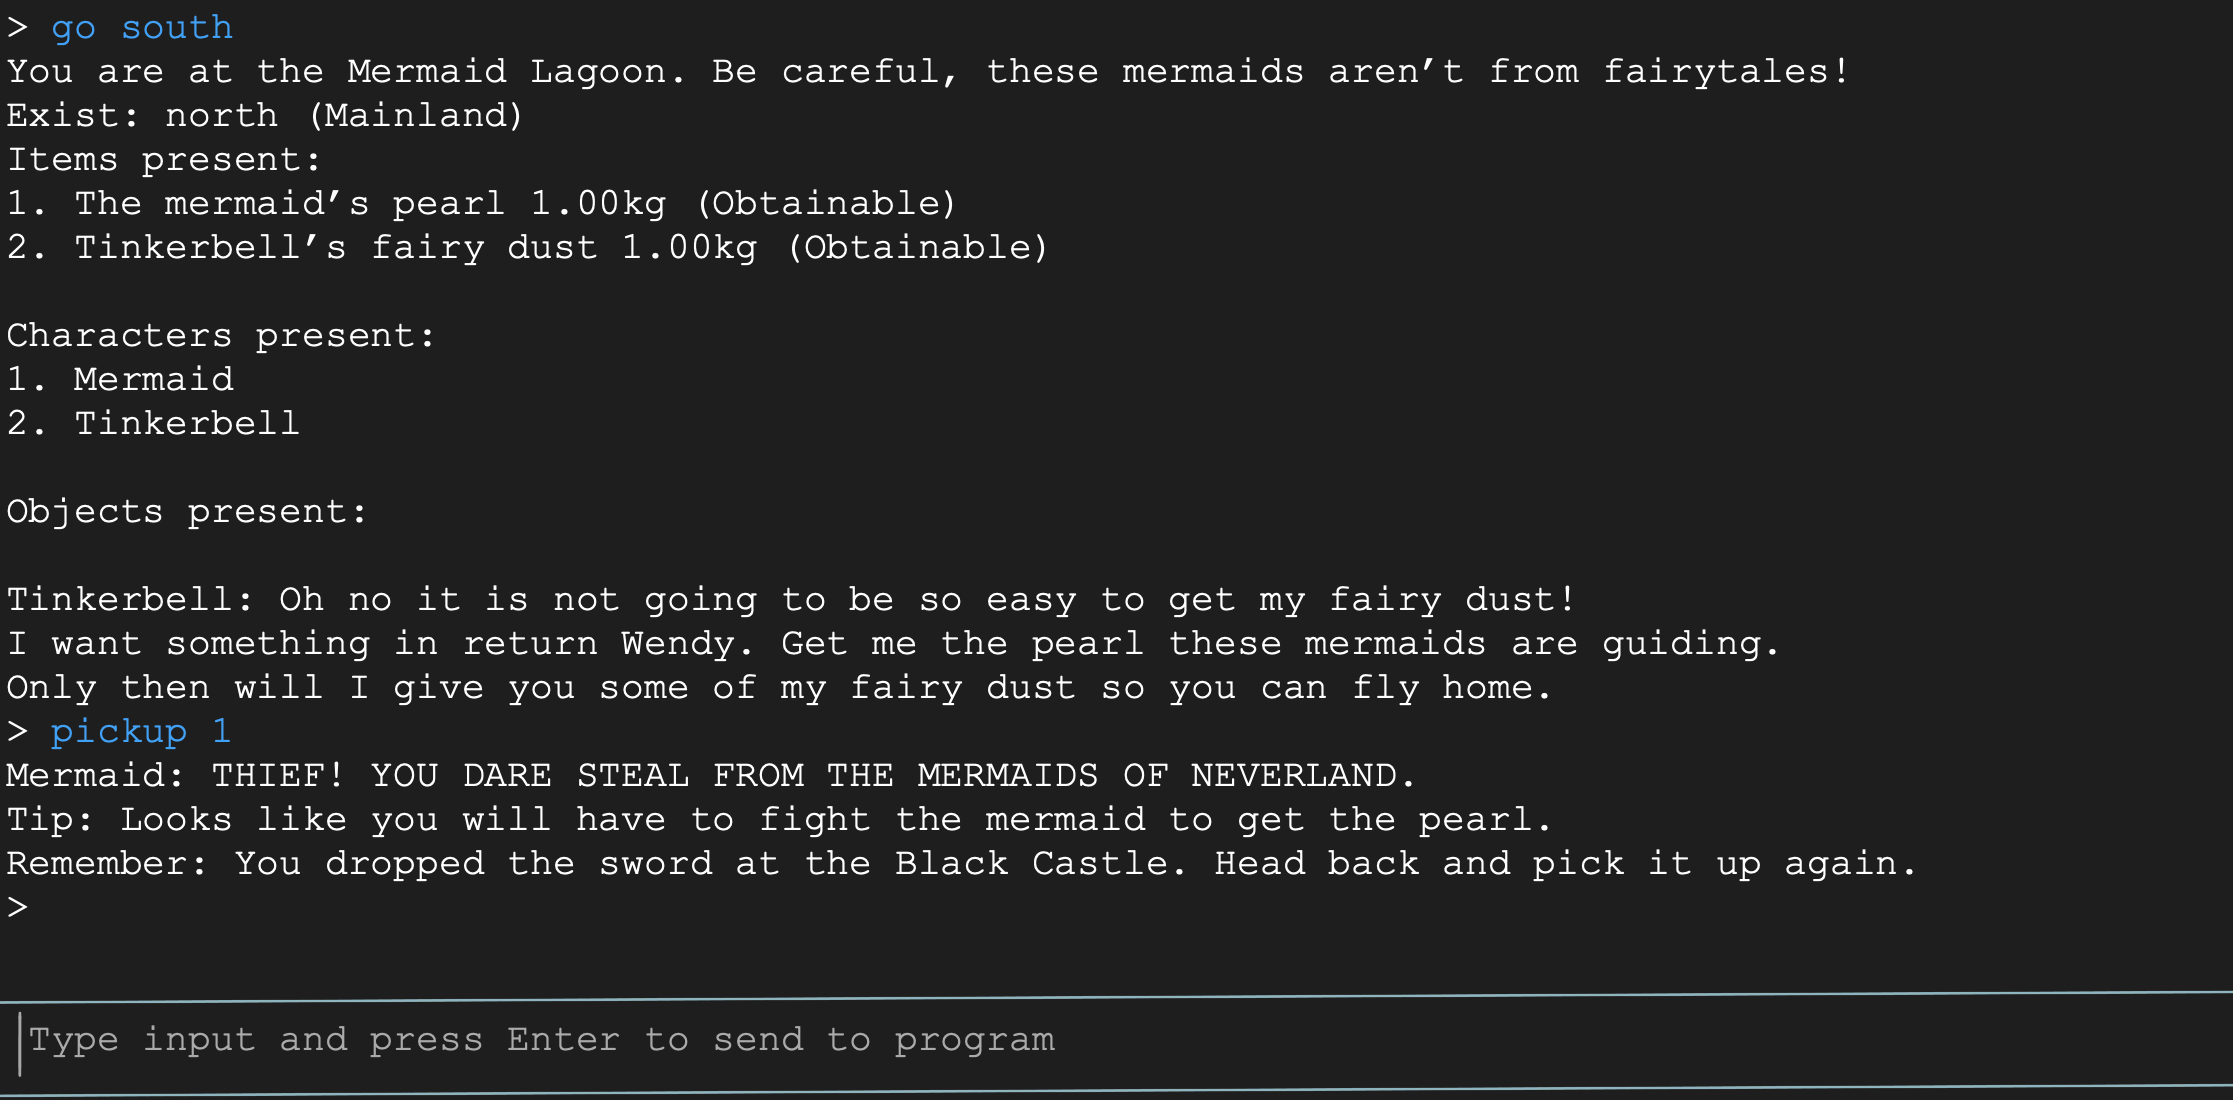 > go south
You are at the Mermaid Lagoon. Be careful, these mermaids aren’t from fairytales!
Exist: north (Mainland)
Items present:
1. The mermaid’s pearl 1.00kg (Obtainable)
2. Tinkerbell’s fairy dust 1.00kg (Obtainable)
Characters present:
1. Mermaid
2. Tinkerbell
Objects present:
Tinkerbell: Oh no it is not going to be so easy to get my fairy dust!
I want something in return Wendy. Get me the pearl these mermaids are guiding.
Only then will I give you some of my fairy dust so you can fly home.
> pickup 1
Mermaid: THIEF! YOU DARE STEAL FROM THE MERMAIDS OF NEVERLAND.
Tip: Looks like you will have to fight the mermaid to get the pearl.
Remember: You dropped the sword at the Black Castle. Head back and pick it up again.
>
Type input and press Enter to send to program